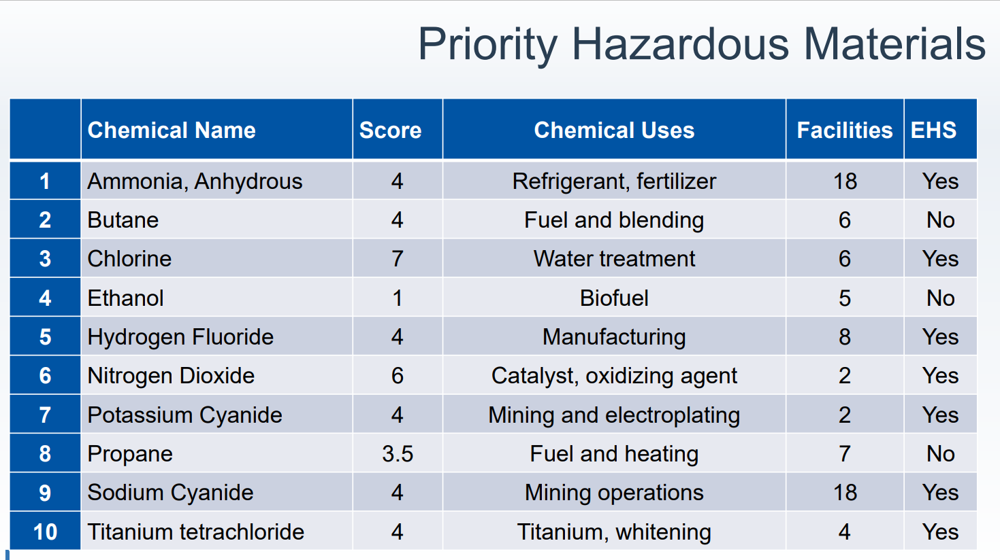 Priority Hazardous Materials
Chemical Name Score Chemical Uses Facilities EHS
1 Ammonia, Anhydrous 4 Refrigerant, fertilizer 18 Yes
2 Butane 4 Fuel and blending 6 No
3 Chlorine 7 Water treatment 6 Yes
4 Ethanol 1 Biofuel 5 No
5 Hydrogen Fluoride 4 Manufacturing 8 Yes
6 Nitrogen Dioxide 6 Catalyst, oxidizing agent 2 Yes
7 Potassium Cyanide 4 Mining and electroplating 2 Yes
8 Propane 3.5 Fuel and heating 7 No
9 Sodium Cyanide 4 Mining operations 18 Yes
10 Titanium tetrachloride 4 Titanium, whitening 4 Yes